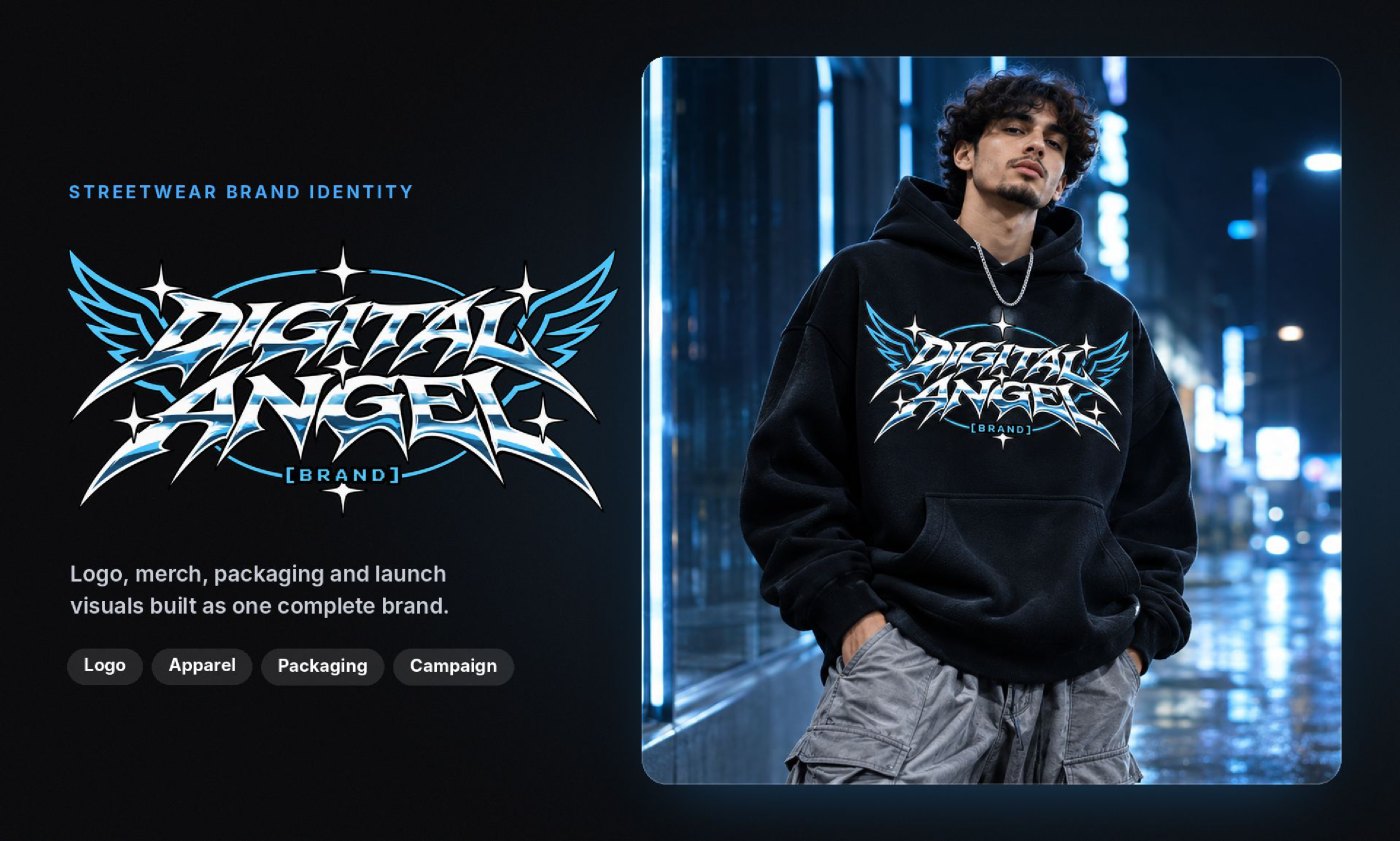 STREETWEAR BRAND IDENTITY
DIGITAL
ANGEL
[BRAND]
Logo, merch, packaging and launch
visuals built as one complete brand.
Logo
Apparel
Packaging
Campaign
DIGITAL
ANGEL
[BRAND]